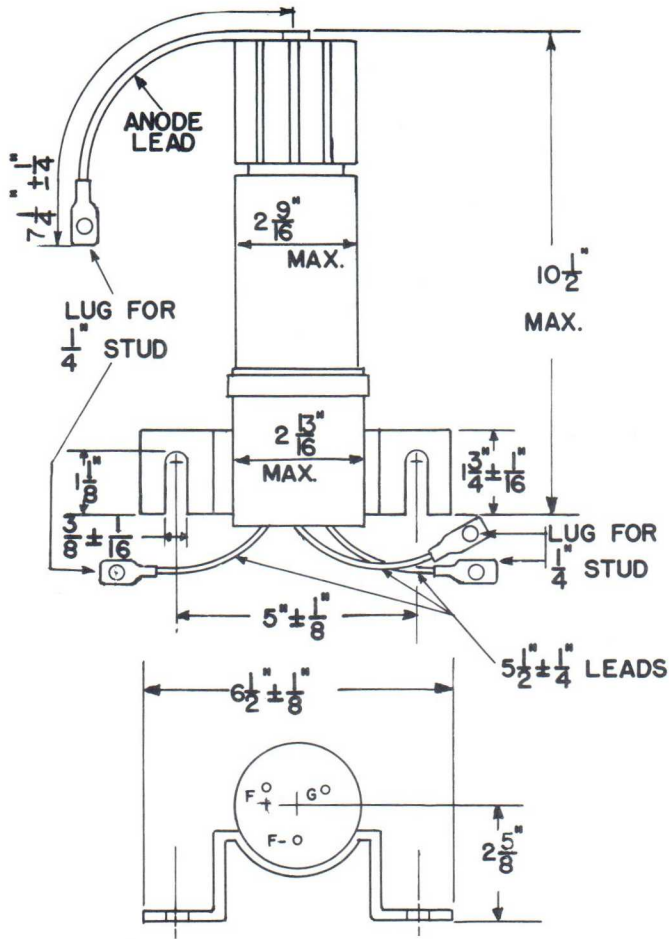 ANODE
LEAD
7 1/4" ± 1/4"
2 9/16"
MAX.
10 1/2"
MAX.
LUG FOR
1/4" STUD
2 13/16"
MAX.
1 1/8"
1 3/4" ± 1/16"
3/8 ± 1/16"
LUG FOR
1/4" STUD
5" ± 1/8"
5 1/2" ± 1/4" LEADS
6 1/2" ± 1/8"
F+
G
F-
2 5/8"